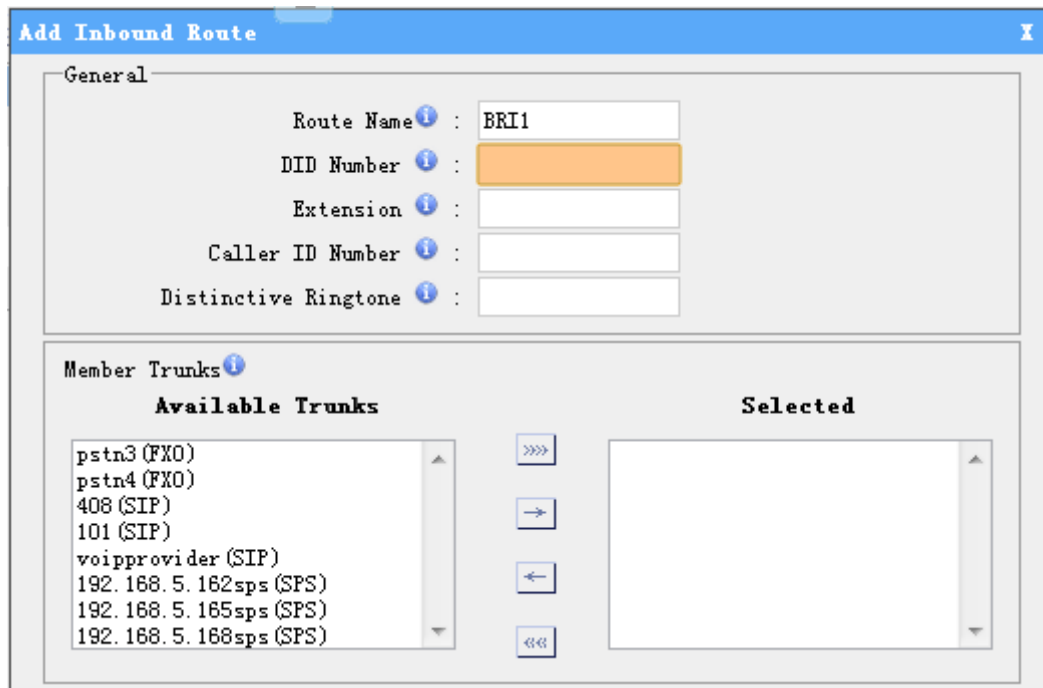 Add Inbound Route X
General
Route Name :
BRI1
DID Number :
Extension :
Caller ID Number :
Distinctive Ringtone :
Member Trunks
Available Trunks
Selected
pstn3(FXO)
pstn4(FXO)
408(SIP)
101(SIP)
voipprovider(SIP)
192.168.5.162sps(SPS)
192.168.5.165sps(SPS)
192.168.5.168sps(SPS)